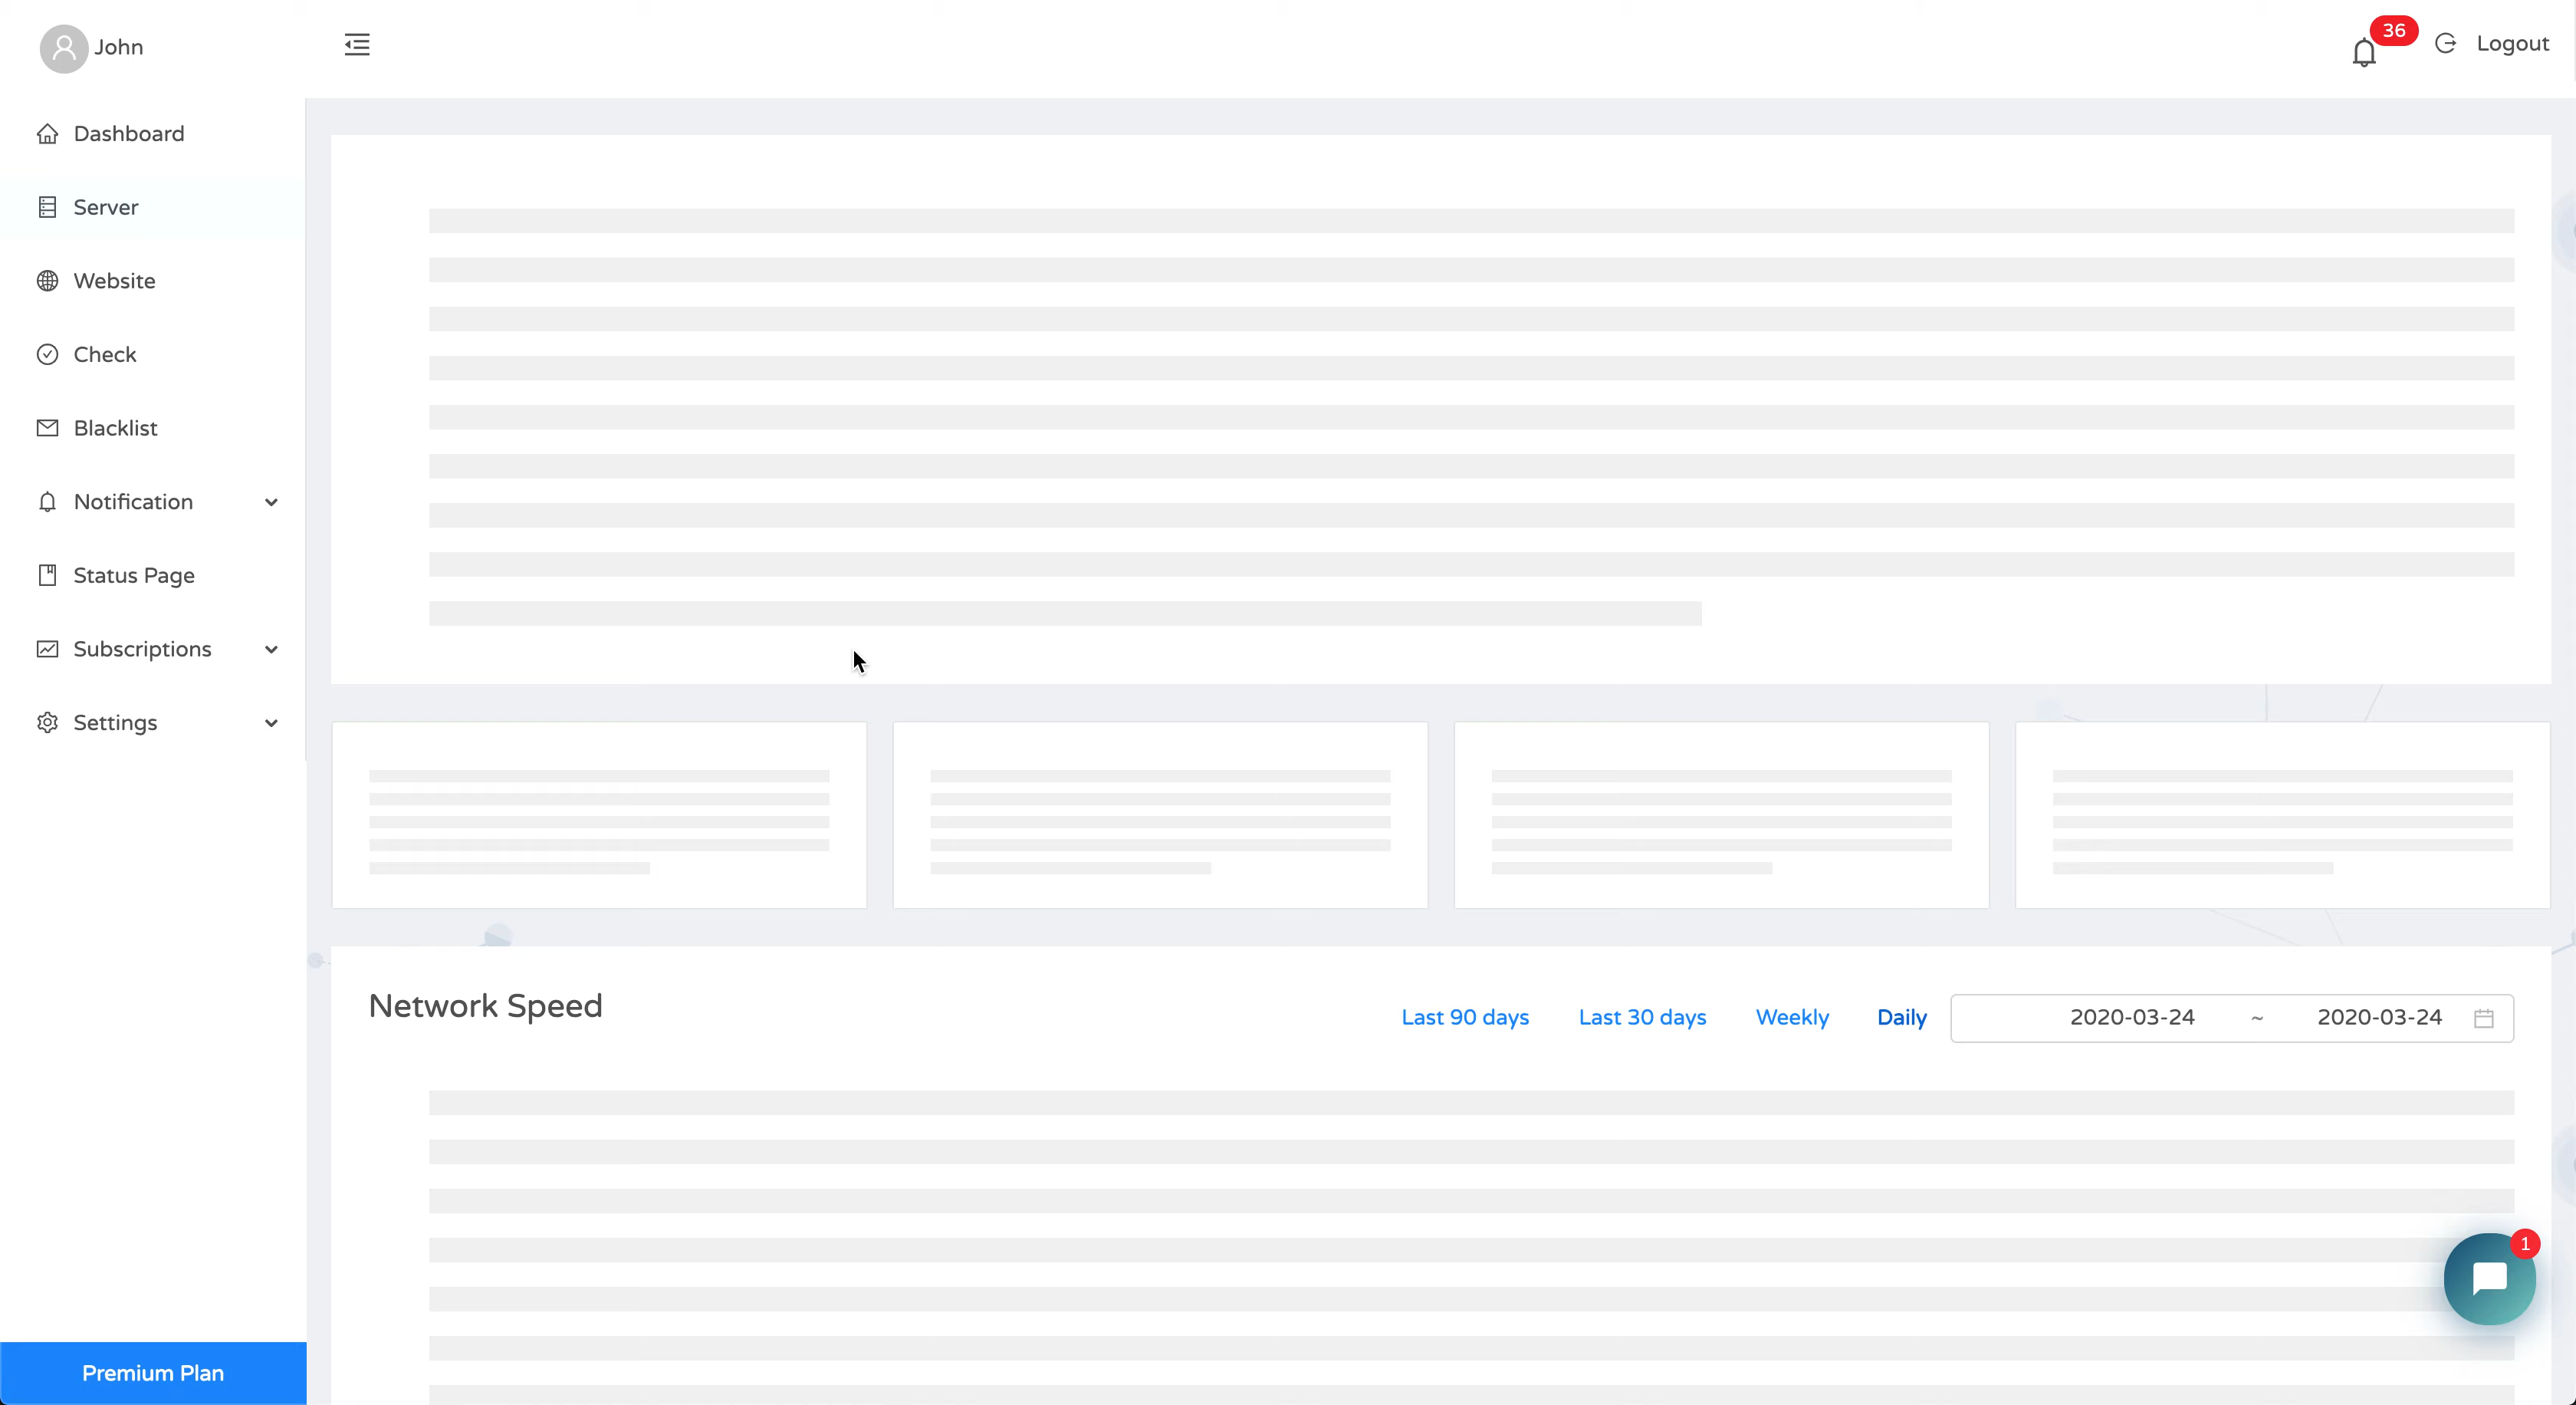 John
36
Logout
Dashboard
Server
Website
Check
Blacklist
Notification
Status Page
Subscriptions
Settings
Network Speed
Last 90 days
Last 30 days
Weekly
Daily
2020-03-24 ~ 2020-03-24
1
Premium Plan